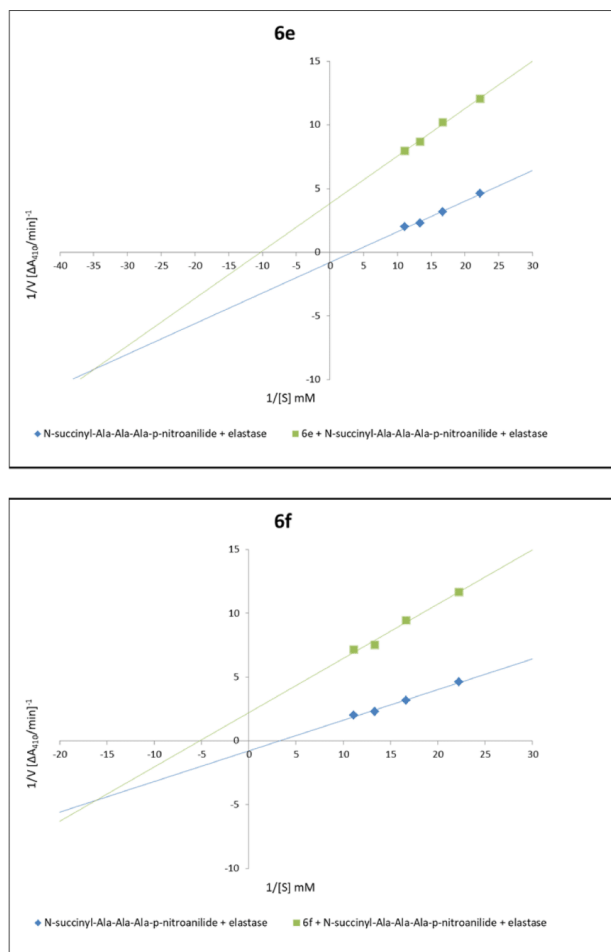 6e
15
10
5
0
-40 -35 -30 -25 -20 -15 -10 -5 0 5 10 15 20 25 30
-5
-10
1/V [ΔA410/min]-1
1/[S] mM
N-succinyl-Ala-Ala-Ala-p-nitroanilide + elastase 6e + N-succinyl-Ala-Ala-Ala-p-nitroanilide + elastase
6f
15
10
5
0
-20 -15 -10 -5 0 5 10 15 20 25 30
-5
-10
1/V [ΔA410/min]-1
1/[S] mM
N-succinyl-Ala-Ala-Ala-p-nitroanilide + elastase 6f + N-succinyl-Ala-Ala-Ala-p-nitroanilide + elastase